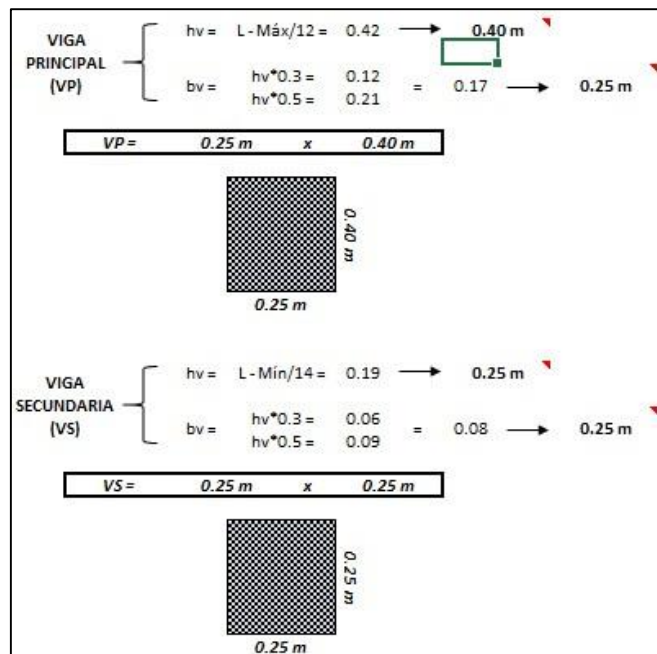 hv = L - Máx/12 = 0.42 0.40 m
VIGA
PRINCIPAL
(VP)
hv*0.3 = 0.12
bv = = 0.17 0.25 m
hv*0.5 = 0.21
VP = 0.25 m x 0.40 m
0.40 m
0.25 m
hv = L - Mín/14 = 0.19 0.25 m
VIGA
SECUNDARIA
(VS)
hv*0.3 = 0.06
bv = = 0.08 0.25 m
hv*0.5 = 0.09
VS = 0.25 m x 0.25 m
0.25 m
0.25 m